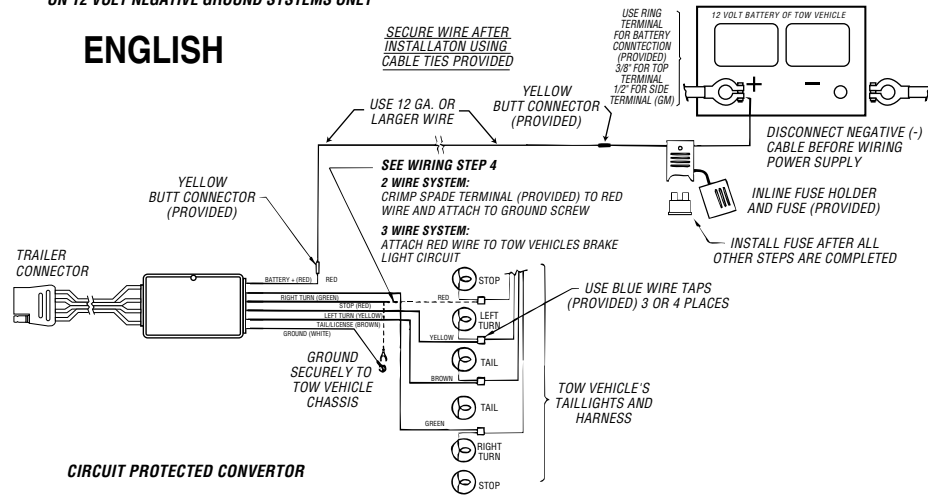 ON 12 VOLT NEGATIVE GROUND SYSTEMS ONLY
ENGLISH
SECURE WIRE AFTER
INSTALLATON USING
CABLE TIES PROVIDED
USE RING
TERMINAL
FOR BATTERY
CONNTECTION
(PROVIDED)
3/8" FOR TOP
TERMINAL
1/2" FOR SIDE
TERMINAL (GM)
12 VOLT BATTERY OF TOW VEHICLE
+
−
USE 12 GA. OR
LARGER WIRE
YELLOW
BUTT CONNECTOR
(PROVIDED)
DISCONNECT NEGATIVE (-)
CABLE BEFORE WIRING
POWER SUPPLY
SEE WIRING STEP 4
2 WIRE SYSTEM:
CRIMP SPADE TERMINAL (PROVIDED) TO RED
WIRE AND ATTACH TO GROUND SCREW
3 WIRE SYSTEM:
ATTACH RED WIRE TO TOW VEHICLES BRAKE
LIGHT CIRCUIT
INLINE FUSE HOLDER
AND FUSE (PROVIDED)
INSTALL FUSE AFTER ALL
OTHER STEPS ARE COMPLETED
YELLOW
BUTT CONNECTOR
(PROVIDED)
TRAILER
CONNECTOR
BATTERY + (RED)
RED
RIGHT TURN (GREEN)
STOP (RED)
LEFT TURN (YELLOW)
TAIL/LICENSE (BROWN)
GROUND (WHITE)
GROUND
SECURELY TO
TOW VEHICLE
CHASSIS
STOP
RED
LEFT
TURN
YELLOW
TAIL
BROWN
TAIL
GREEN
RIGHT
TURN
STOP
USE BLUE WIRE TAPS
(PROVIDED) 3 OR 4 PLACES
TOW VEHICLE'S
TAILLIGHTS AND
HARNESS
CIRCUIT PROTECTED CONVERTOR